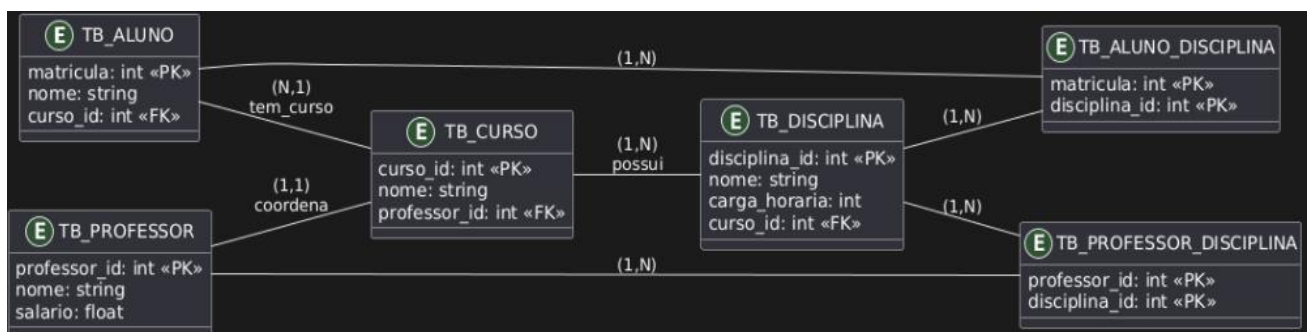 E TB_ALUNO
matricula: int «PK»
nome: string
curso_id: int «FK»
(1,N)
E TB_ALUNO_DISCIPLINA
matricula: int «PK»
disciplina_id: int «PK»
(N,1)
tem_curso
E TB_CURSO
curso_id: int «PK»
nome: string
professor_id: int «FK»
(1,N)
possui
E TB_DISCIPLINA
disciplina_id: int «PK»
nome: string
carga_horaria: int
curso_id: int «FK»
(1,N)
(1,1)
coordena
(1,N)
E TB_PROFESSOR
professor_id: int «PK»
nome: string
salario: float
(1,N)
E TB_PROFESSOR_DISCIPLINA
professor_id: int «PK»
disciplina_id: int «PK»